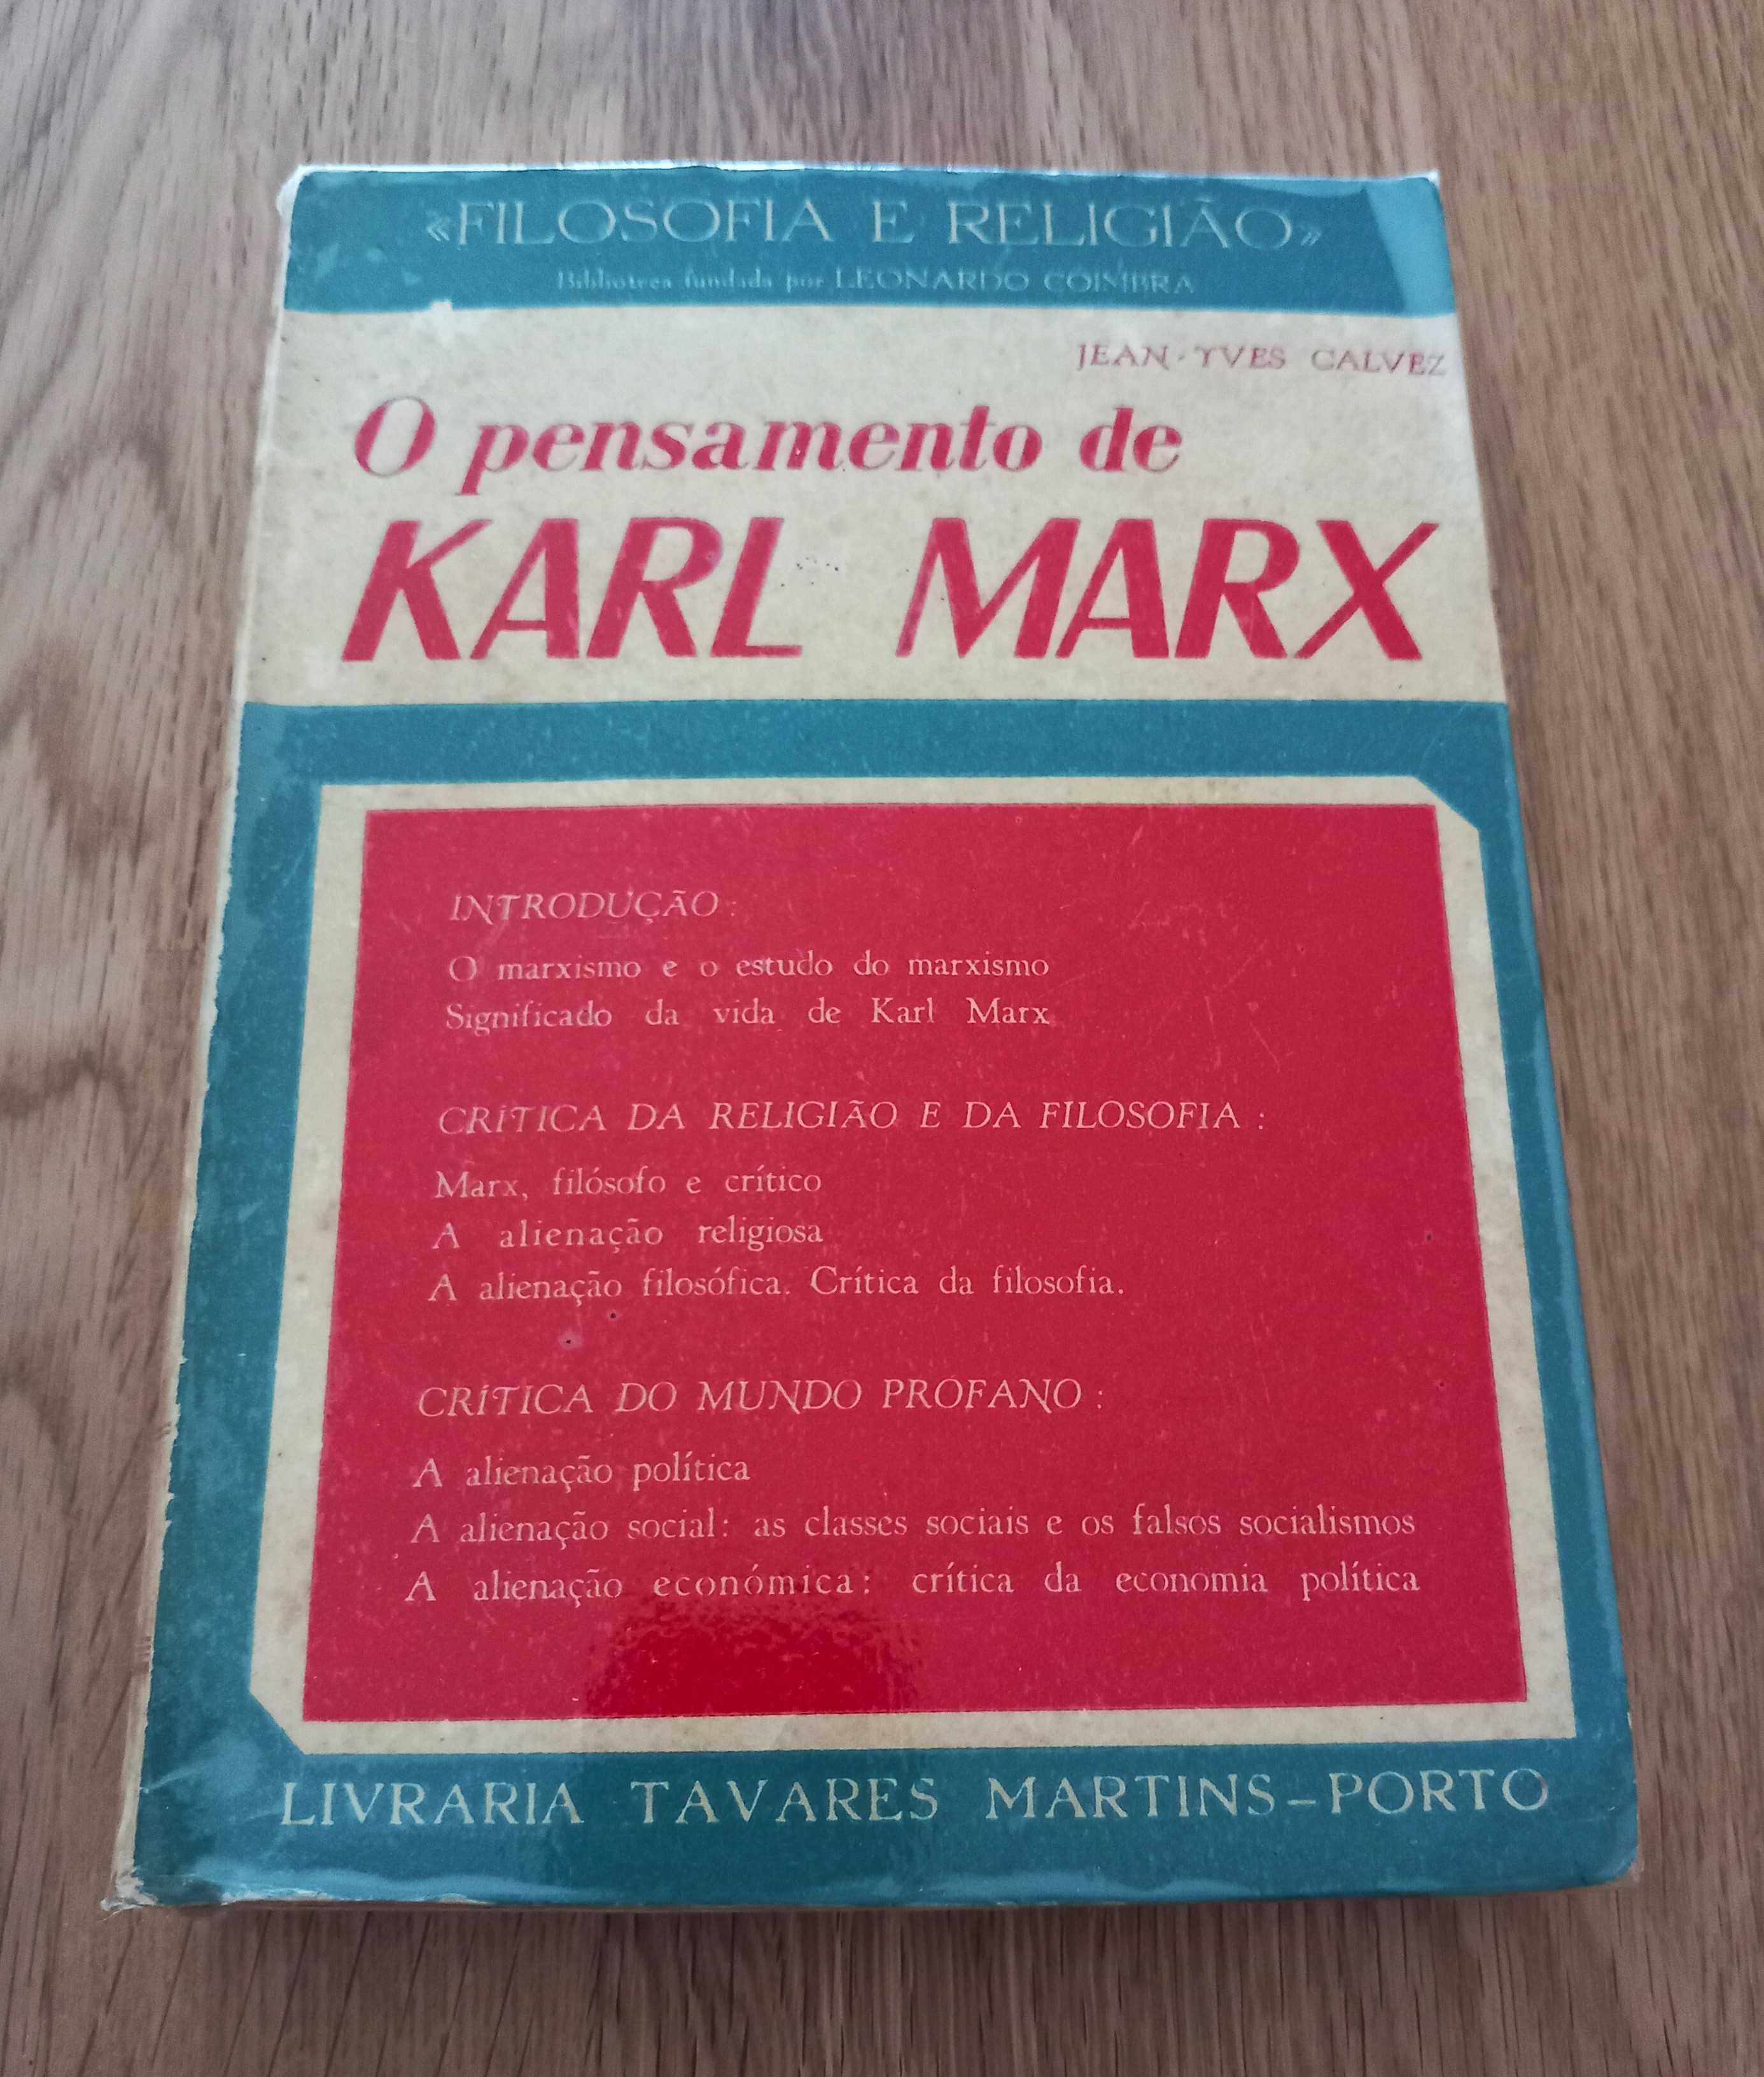 «FILOSOFIA E RELIGIÃO»
Biblioteca fundada por LEONARDO COIMBRA
JEAN-YVES CALVEZ
O pensamento de
KARL MARX
INTRODUÇÃO:
O marxismo e o estudo do marxismo
Significado da vida de Karl Marx
CRÍTICA DA RELIGIÃO E DA FILOSOFIA :
Marx, filósofo e crítico
A alienação religiosa
A alienação filosófica. Crítica da filosofia.
CRÍTICA DO MUNDO PROFANO :
A alienação política
A alienação social: as classes sociais e os falsos socialismos
A alienação económica: crítica da economia política
LIVRARIA TAVARES MARTINS–PORTO